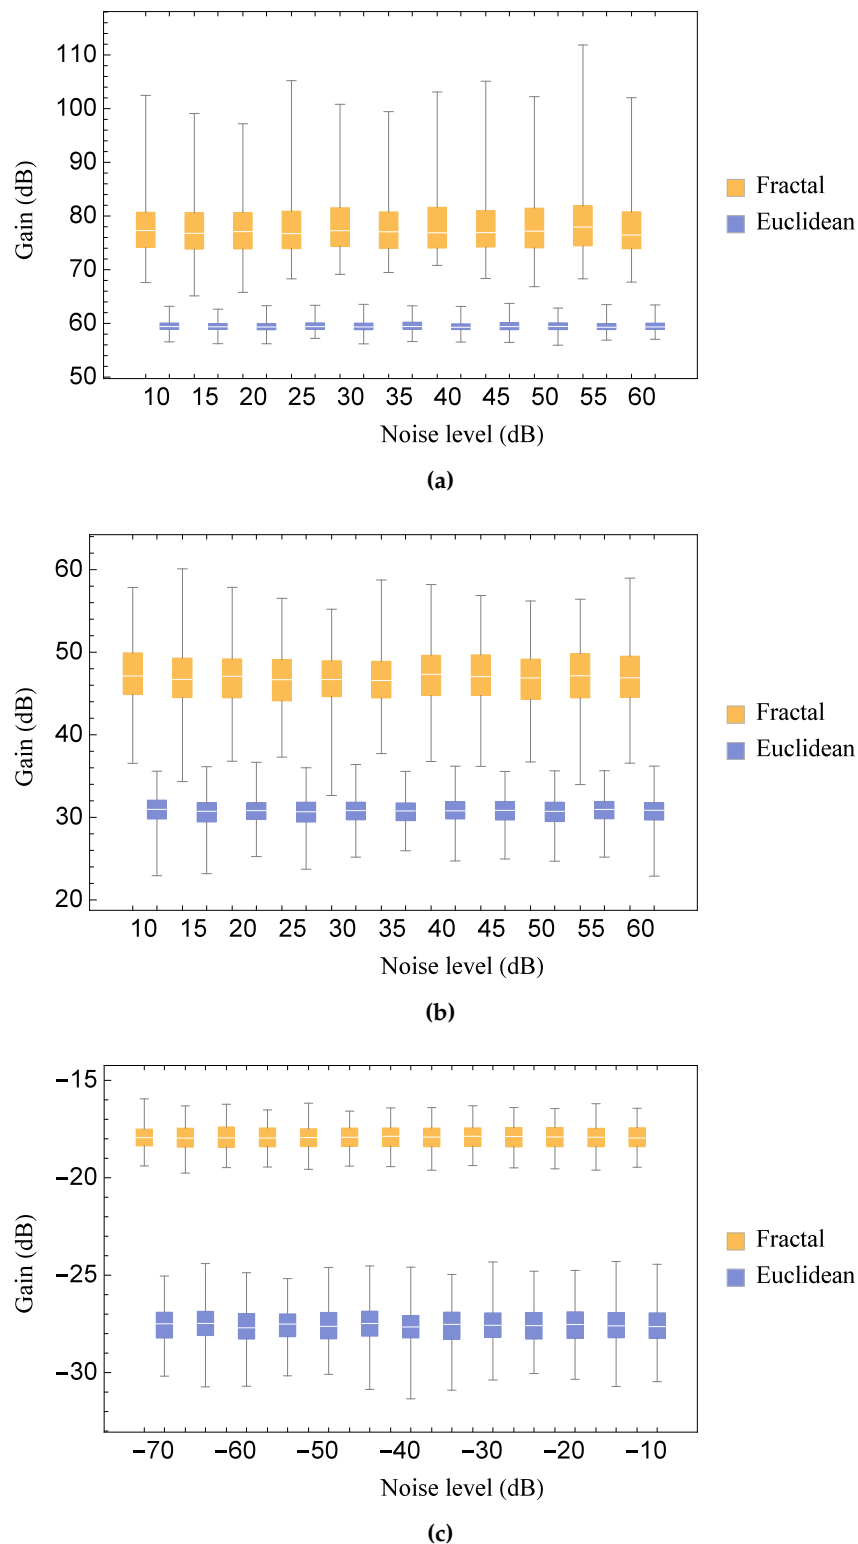 110
100
90
80
70
60
50
Gain (dB)
10 15 20 25 30 35 40 45 50 55 60
Noise level (dB)
Fractal
Euclidean
(a)
60
50
40
30
20
Gain (dB)
10 15 20 25 30 35 40 45 50 55 60
Noise level (dB)
Fractal
Euclidean
(b)
−15
−20
−25
−30
Gain (dB)
−70 −60 −50 −40 −30 −20 −10
Noise level (dB)
Fractal
Euclidean
(c)